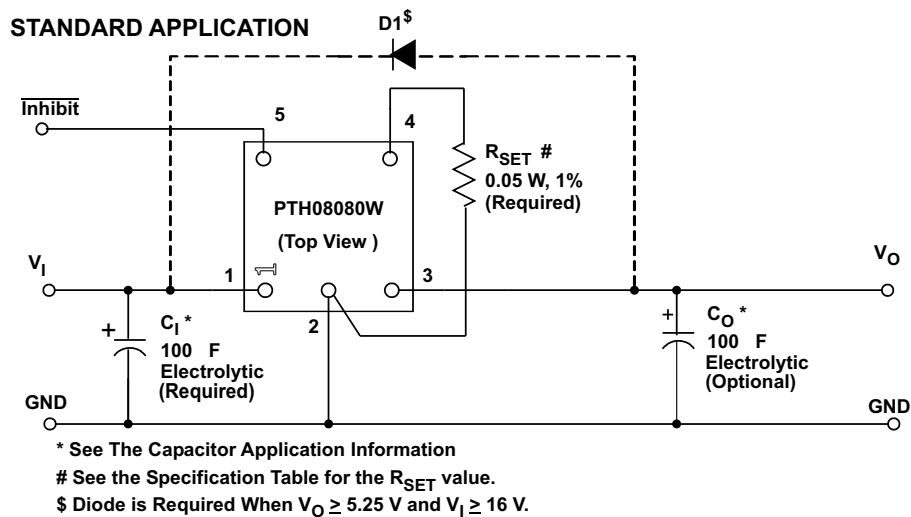 STANDARD APPLICATION
D1$
Inhibit
5
4
RSET #
0.05 W, 1%
(Required)
PTH08080W
(Top View )
VI
1
1
3
VO
2
+
CI *
100 F
Electrolytic
(Required)
+
CO *
100 F
Electrolytic
(Optional)
GND
GND
* See The Capacitor Application Information
# See the Specification Table for the RSET value.
$ Diode is Required When VO ≥ 5.25 V and VI ≥ 16 V.